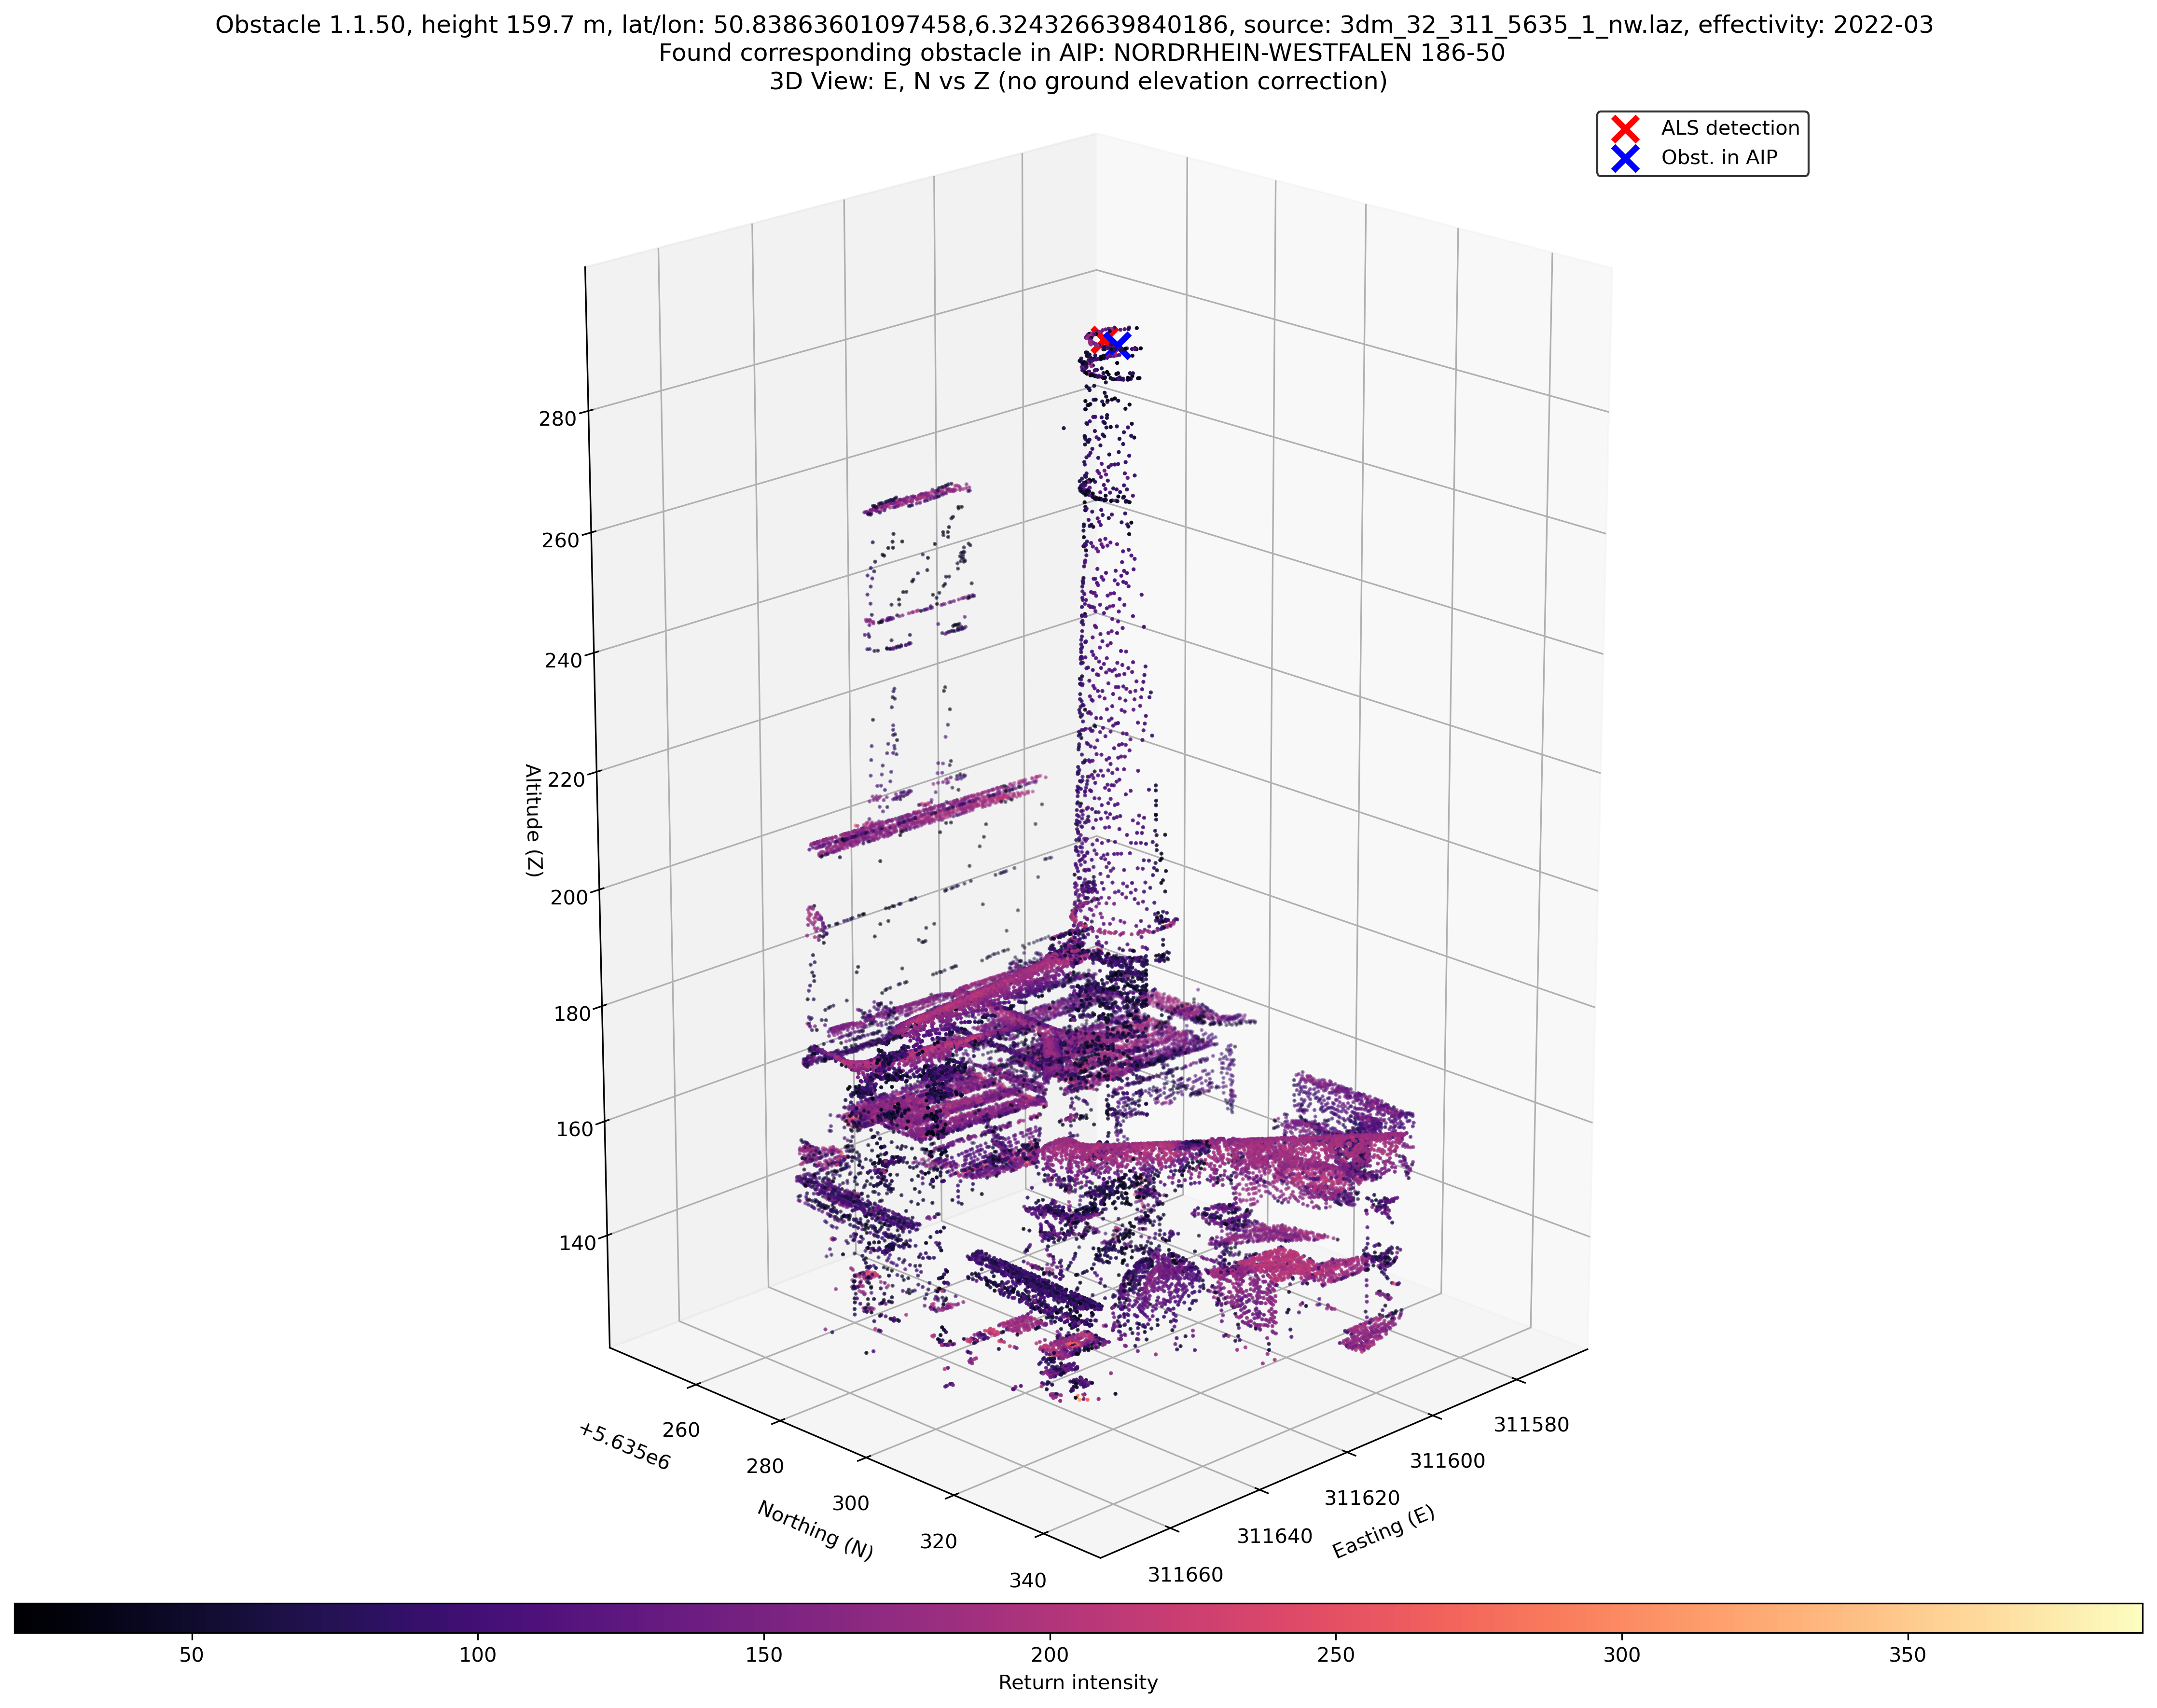 Obstacle 1.1.50, height 159.7 m, lat/lon: 50.83863601097458,6.324326639840186, source: 3dm_32_311_5635_1_nw.laz, effectivity: 2022-03
Found corresponding obstacle in AIP: NORDRHEIN-WESTFALEN 186-50
3D View: E, N vs Z (no ground elevation correction)
ALS detection
Obst. in AIP
280
260
240
220
200
180
160
140
Altitude (Z)
+5.635e6
260
280
300
320
340
Northing (N)
311580
311600
311620
311640
311660
Easting (E)
50
100
150
200
250
300
350
Return intensity